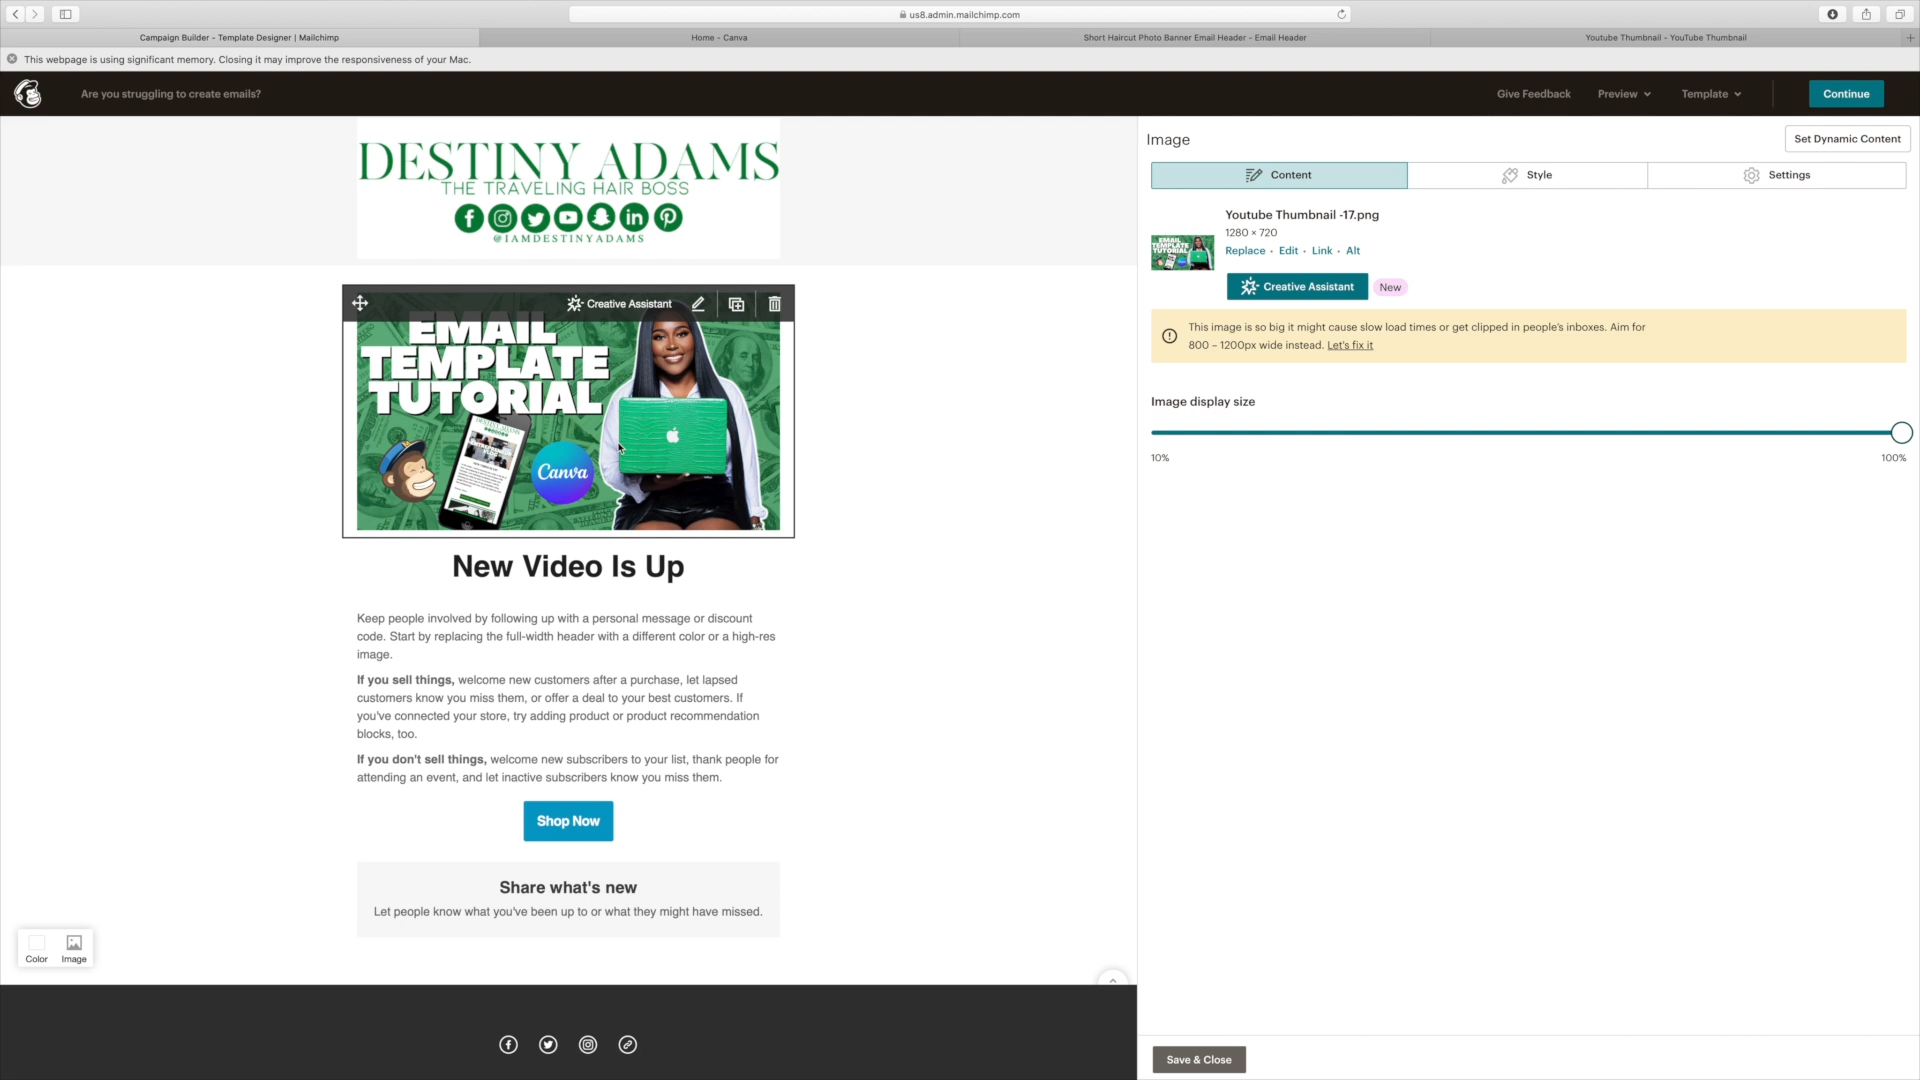 us8.admin.mailchimp.com
Campaign Builder - Template Designer | Mailchimp
Home - Canva
Short Haircut Photo Banner Email Header - Email Header
Youtube Thumbnail - YouTube Thumbnail
This webpage is using significant memory. Closing it may improve the responsiveness of your Mac.
Are you struggling to create emails?
Give Feedback
Preview
Template
Continue
DESTINY ADAMS
THE TRAVELING HAIR BOSS
@IAMDESTINYADAMS
Creative Assistant
EMAIL
TEMPLATE
TUTORIAL
Canva
New Video Is Up
Keep people involved by following up with a personal message or discount
code. Start by replacing the full-width header with a different color or a high-res
image.
If you sell things, welcome new customers after a purchase, let lapsed
customers know you miss them, or offer a deal to your best customers. If
you've connected your store, try adding product or product recommendation
blocks, too.
If you don't sell things, welcome new subscribers to your list, thank people for
attending an event, and let inactive subscribers know you miss them.
Shop Now
Share what's new
Let people know what you've been up to or what they might have missed.
Color
Image
Image
Set Dynamic Content
Content
Style
Settings
Youtube Thumbnail -17.png
1280 × 720
Replace · Edit · Link · Alt
Creative Assistant
New
This image is so big it might cause slow load times or get clipped in people's inboxes. Aim for
800 – 1200px wide instead. Let's fix it
Image display size
10%
100%
Save & Close